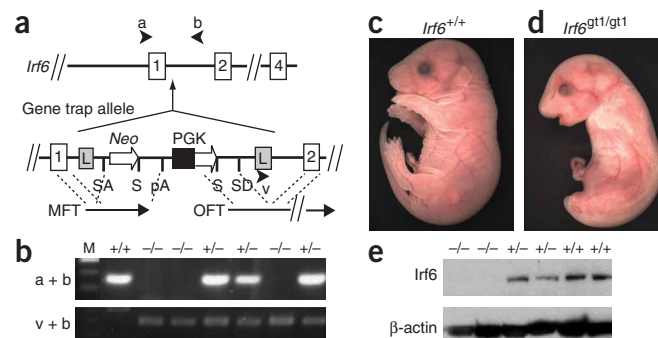 a
a b
Irf6 1 2 4
Gene trap allele
Neo PGK
1 L L 2
SA S pA S SD v
MFT OFT
b M +/+ –/– –/– +/– +/– –/– +/–
a + b
v + b
c Irf6+/+
d Irf6gt1/gt1
e –/– –/– +/– +/– +/+ +/+
Irf6
β-actin